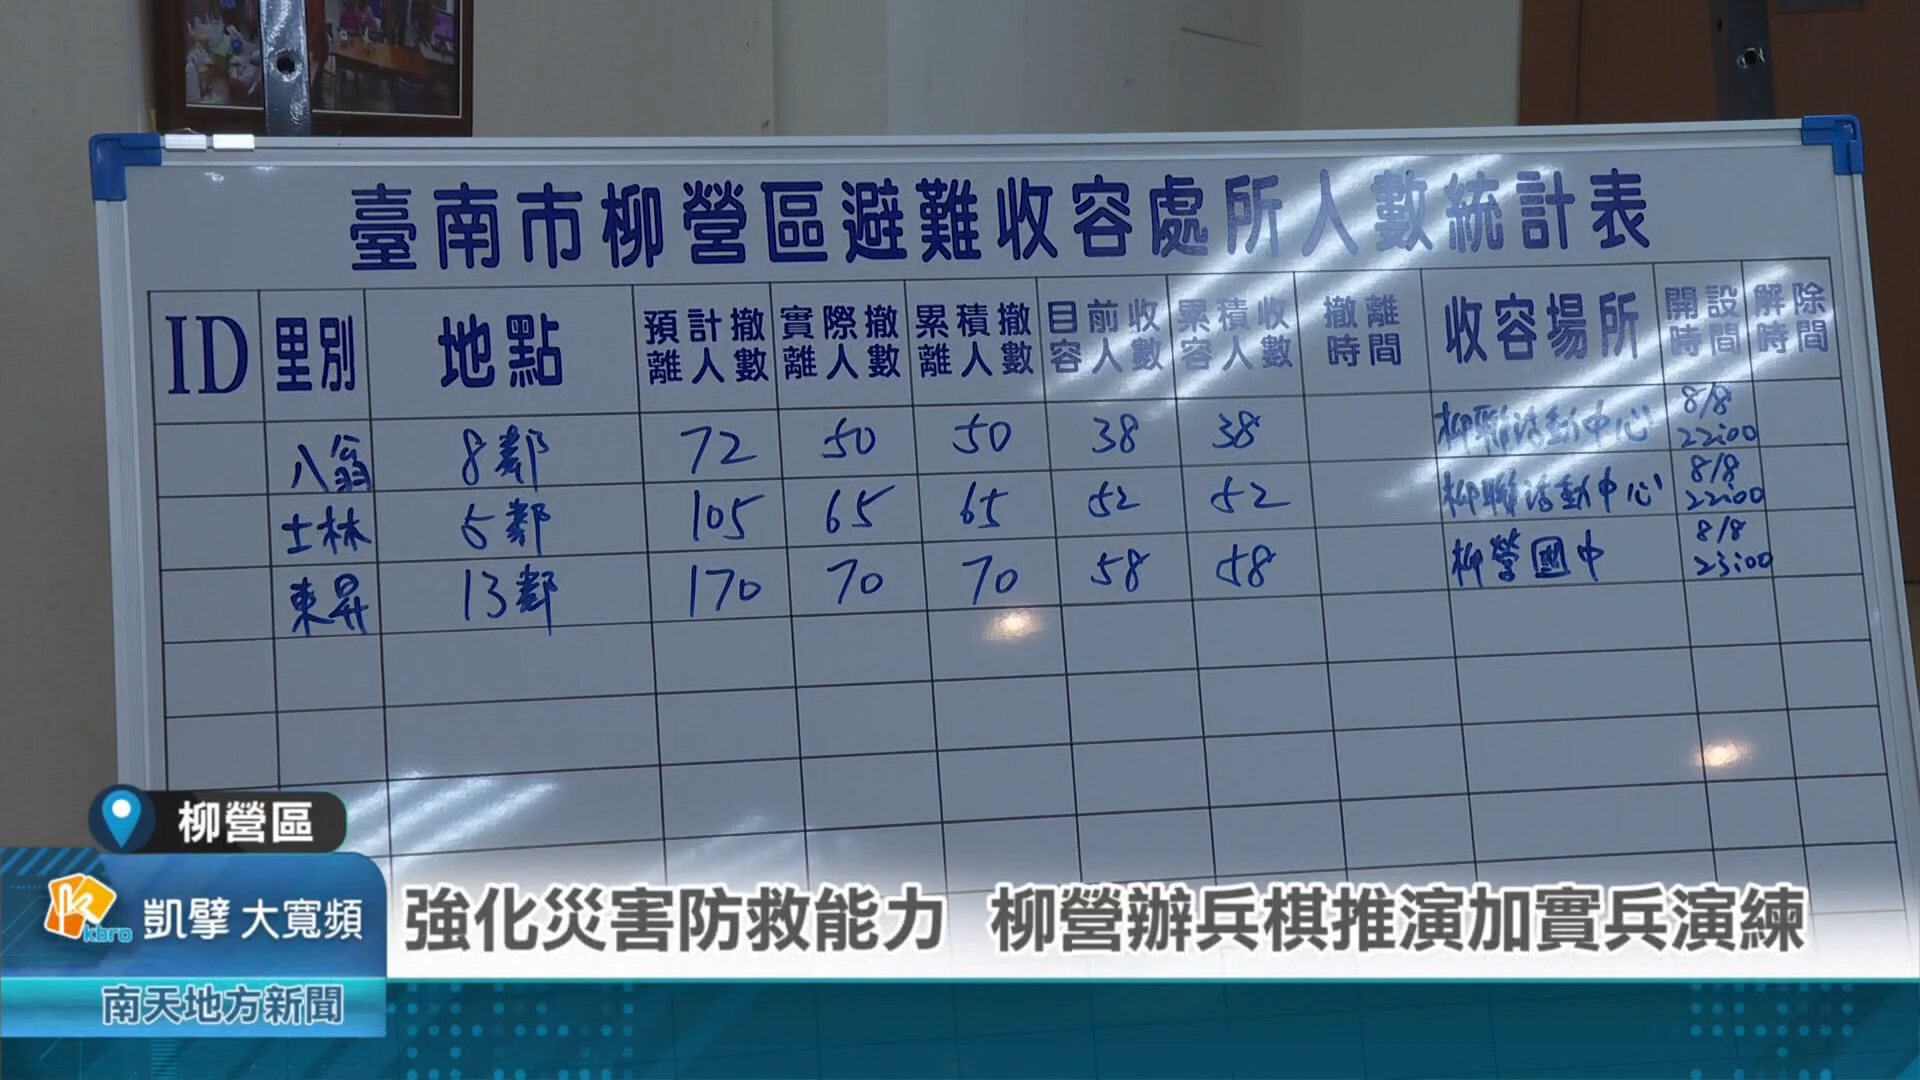 臺南市柳營區避難收容處所人數統計表
ID 里別 地點 預計撤離人數 實際撤離人數 累積撤離人數 目前收容人數 累積收容人數 撤離時間 收容場所 開設時間 解除時間
八翁 8鄰 72 50 50 38 38 柳聯活動中心 8/8 22:00
士林 5鄰 105 65 65 52 52 柳聯活動中心 8/8 22:00
東昇 13鄰 170 70 70 58 58 柳營國中 8/8 23:00
柳營區
kbro 凱擘大寬頻
強化災害防救能力 柳營辦兵棋推演加實兵演練
南天地方新聞